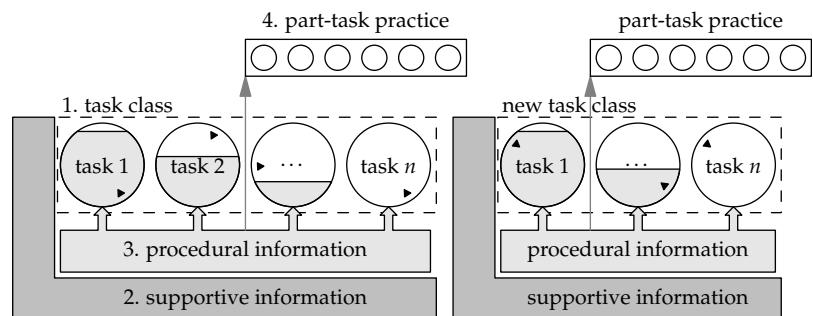 4. part-task practice
part-task practice
1. task class
new task class
task 1
task 2
...
task n
task 1
...
task n
3. procedural information
procedural information
2. supportive information
supportive information